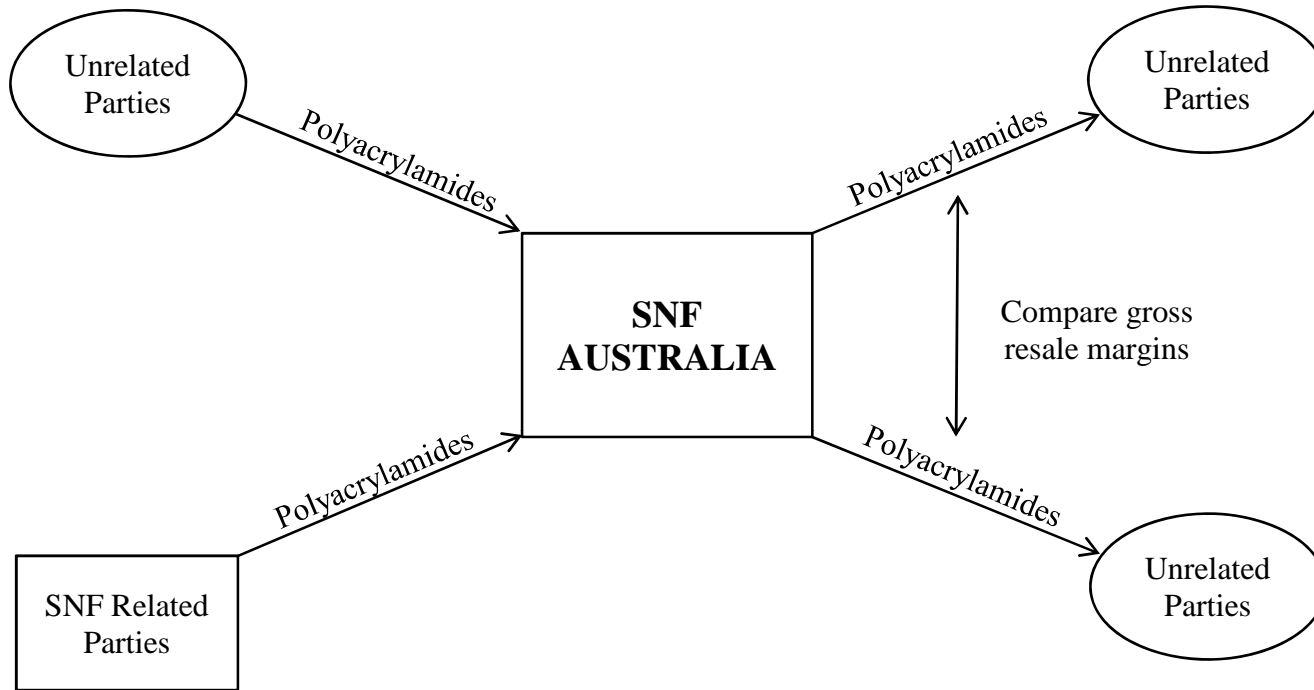 Unrelated
Parties
Unrelated
Parties
Polyacrylamides
Polyacrylamides
SNF
AUSTRALIA
Compare gross
resale margins
Polyacrylamides
Polyacrylamides
SNF Related
Parties
Unrelated
Parties